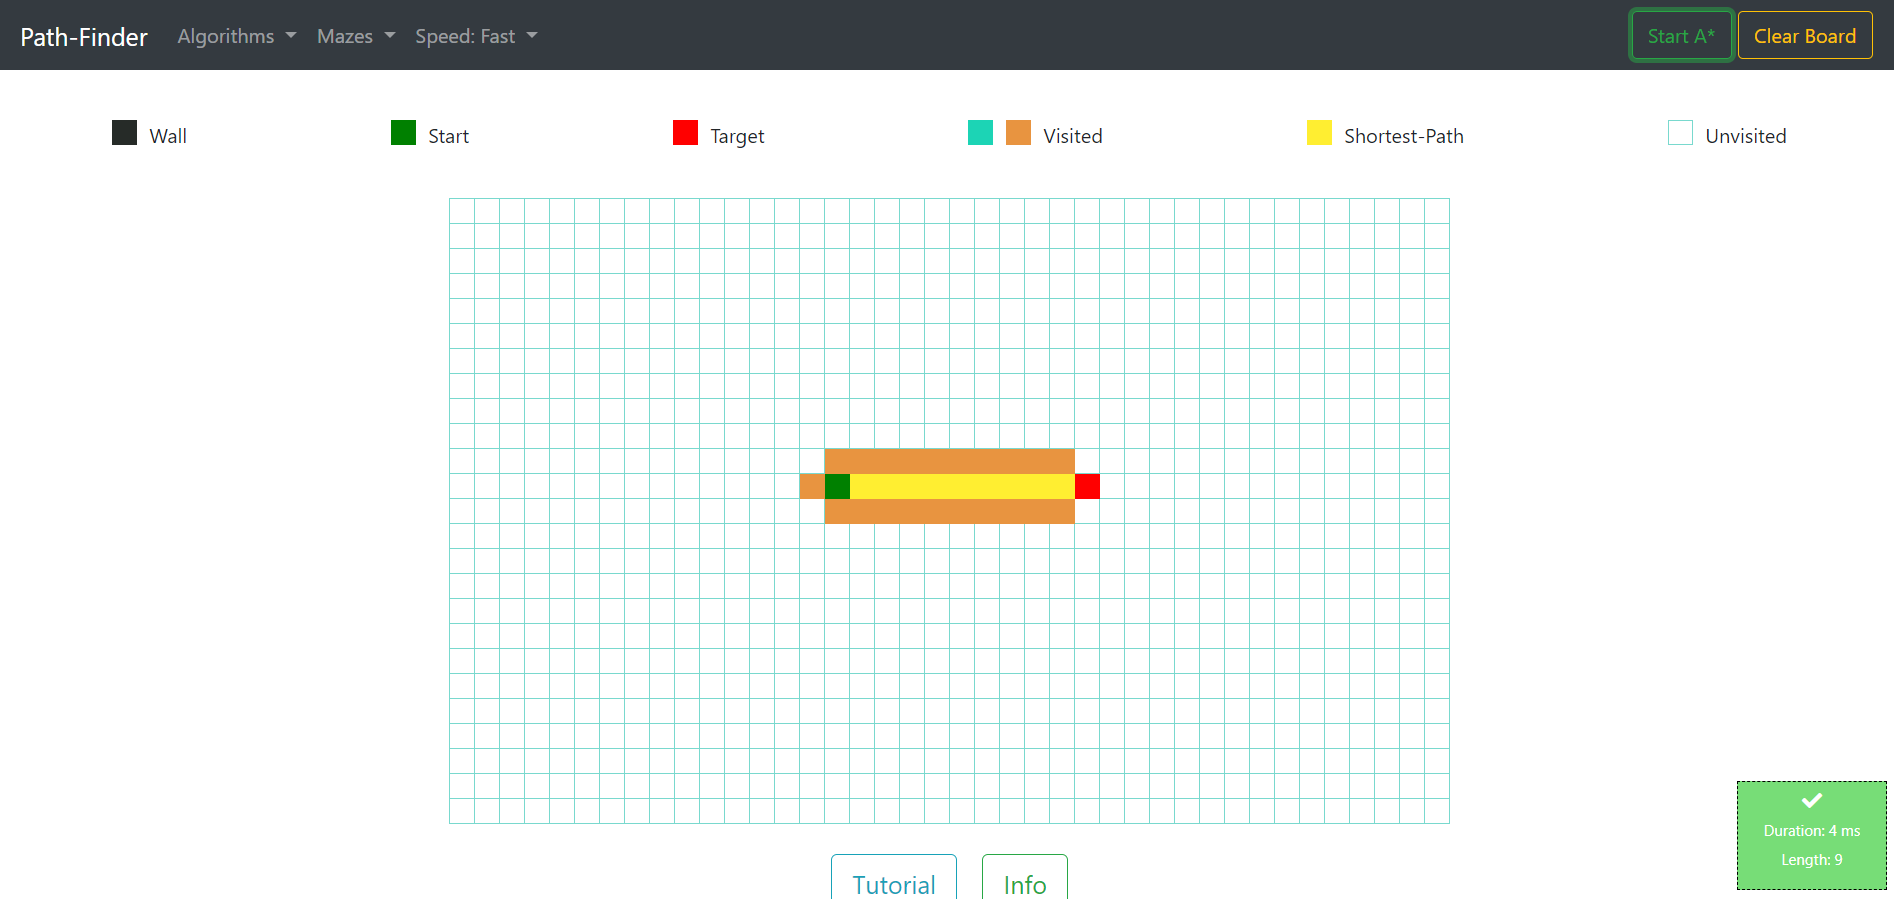 Path-Finder Algorithms Mazes Speed: Fast Start A* Clear Board
Wall Start Target Visited Shortest-Path Unvisited
Duration: 4 ms
Length: 9
Tutorial Info